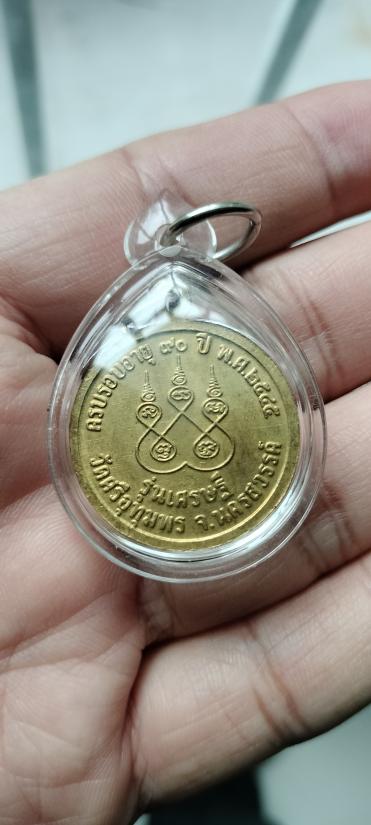 ครบรอบอายุ ๙๐ ปี พ.ศ.๒๕๔๕
รุ่นเศรษฐี
วัดศรีอุทุมพร จ.นครสวรรค์